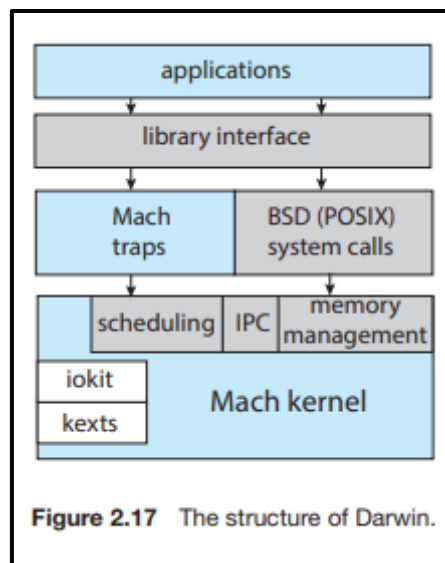 applications
library interface
Mach
traps
BSD (POSIX)
system calls
scheduling
IPC
memory
management
iokit
kexts
Mach kernel
Figure 2.17 The structure of Darwin.